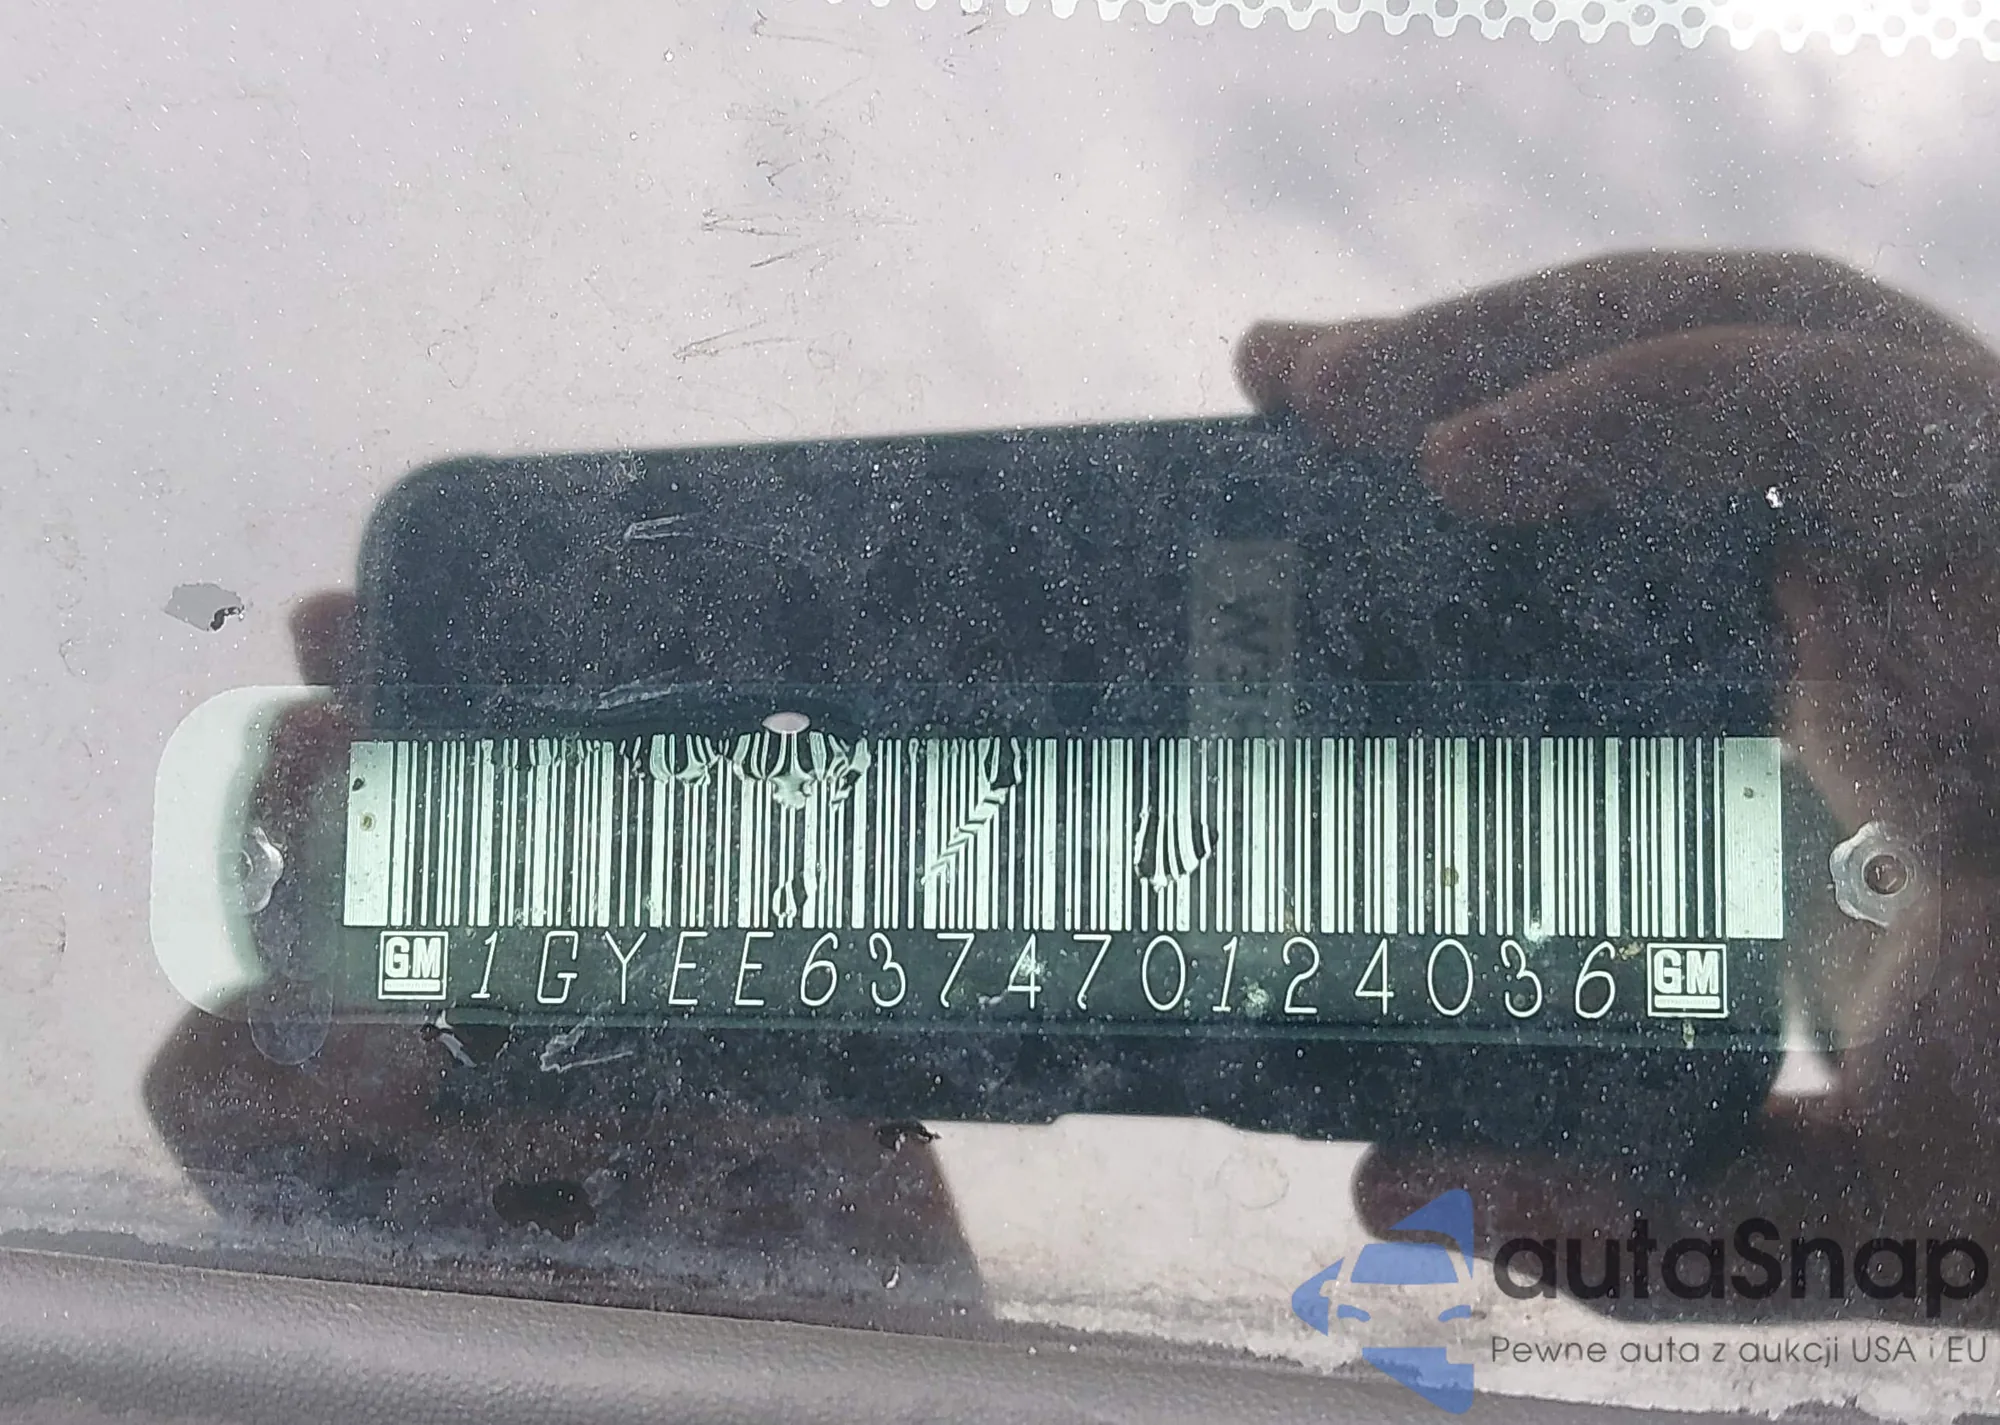 GM 1GYEE637470124036 GM
autaSnap
Pewne auta z aukcji USA i EU